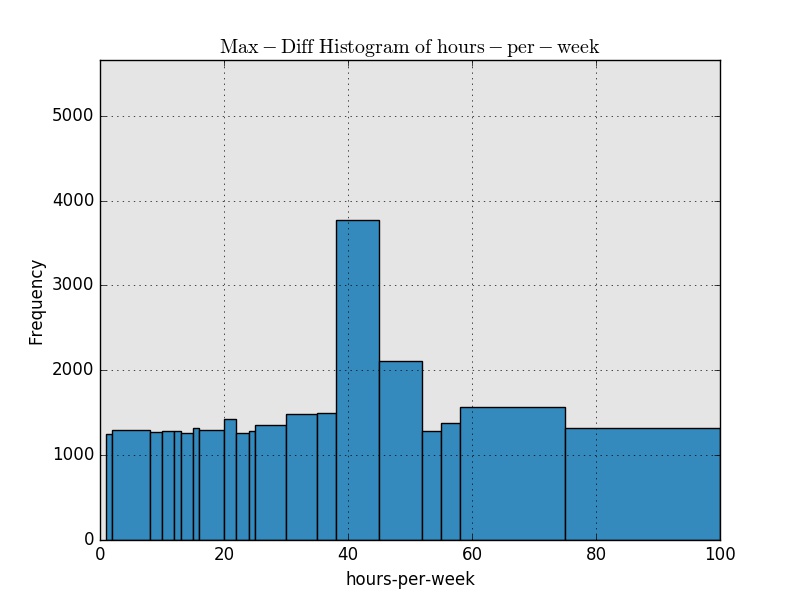 Max − Diff Histogram of hours − per − week
5000
4000
3000
2000
1000
0
Frequency
0 20 40 60 80 100
hours-per-week